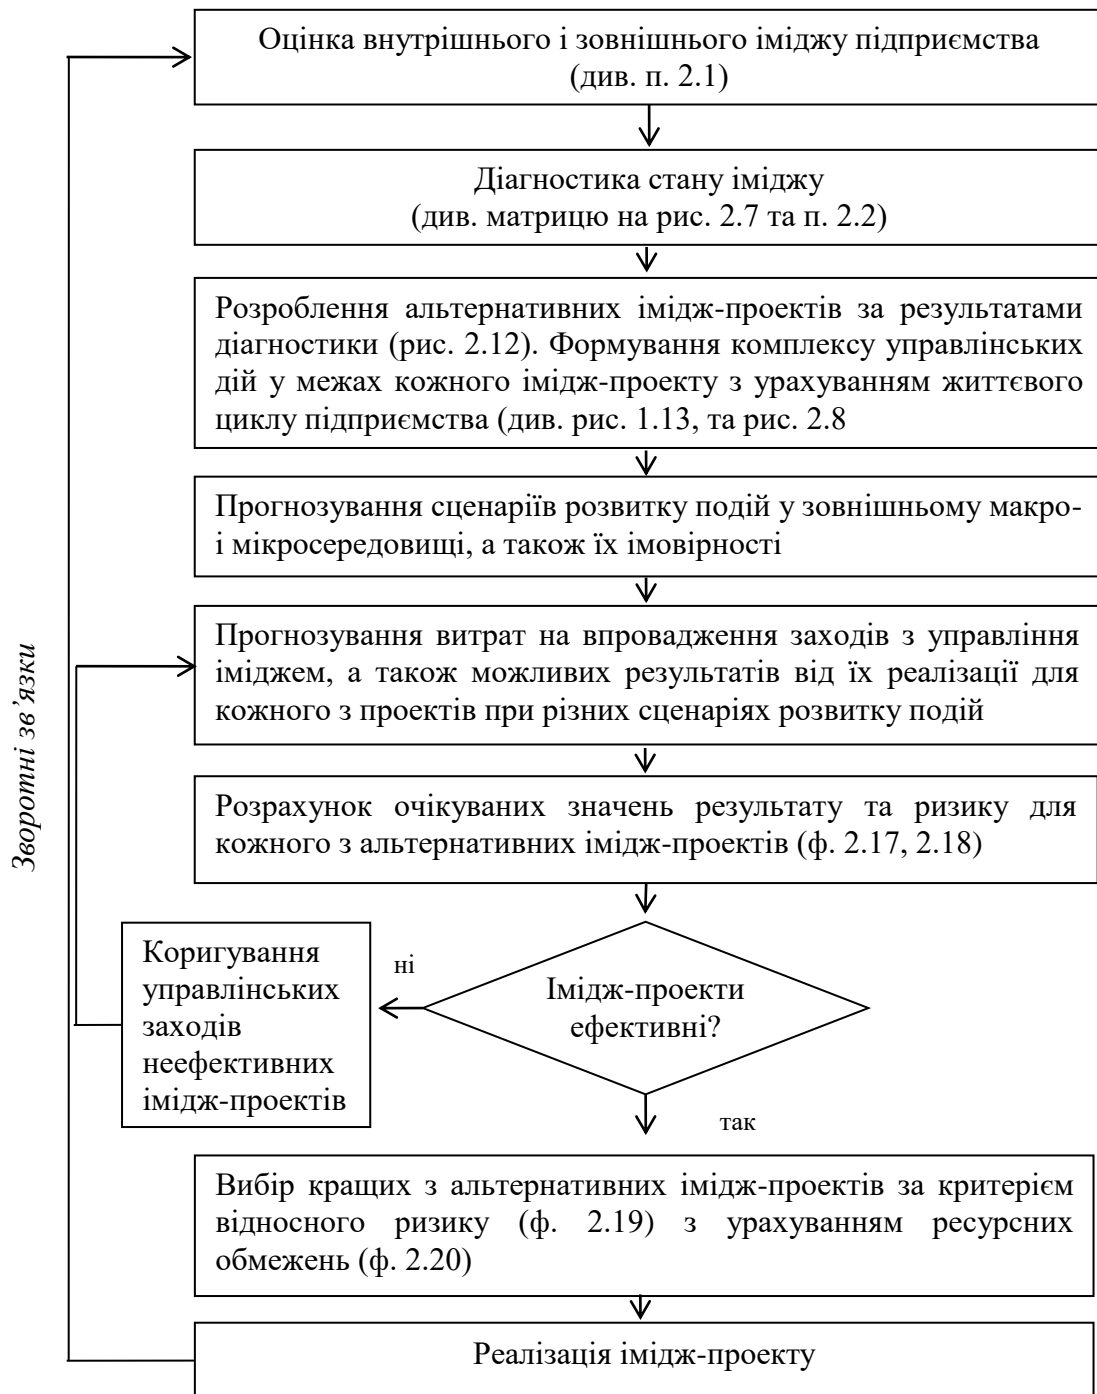 Оцінка внутрішнього і зовнішнього іміджу підприємства
(див. п. 2.1)
Діагностика стану іміджу
(див. матрицю на рис. 2.7 та п. 2.2)
Розроблення альтернативних імідж-проектів за результатами
діагностики (рис. 2.12). Формування комплексу управлінських
дій у межах кожного імідж-проекту з урахуванням життєвого
циклу підприємства (див. рис. 1.13, та рис. 2.8
Прогнозування сценаріїв розвитку подій у зовнішньому макро-
і мікросередовищі, а також їх імовірності
Прогнозування витрат на впровадження заходів з управління
іміджем, а також можливих результатів від їх реалізації для
кожного з проектів при різних сценаріях розвитку подій
Розрахунок очікуваних значень результату та ризику для
кожного з альтернативних імідж-проектів (ф. 2.17, 2.18)
Імідж-проекти
ефективні?
ні
Коригування
управлінських
заходів
неефективних
імідж-проектів
так
Вибір кращих з альтернативних імідж-проектів за критерієм
відносного ризику (ф. 2.19) з урахуванням ресурсних
обмежень (ф. 2.20)
Реалізація імідж-проекту
Зворотні зв’язки